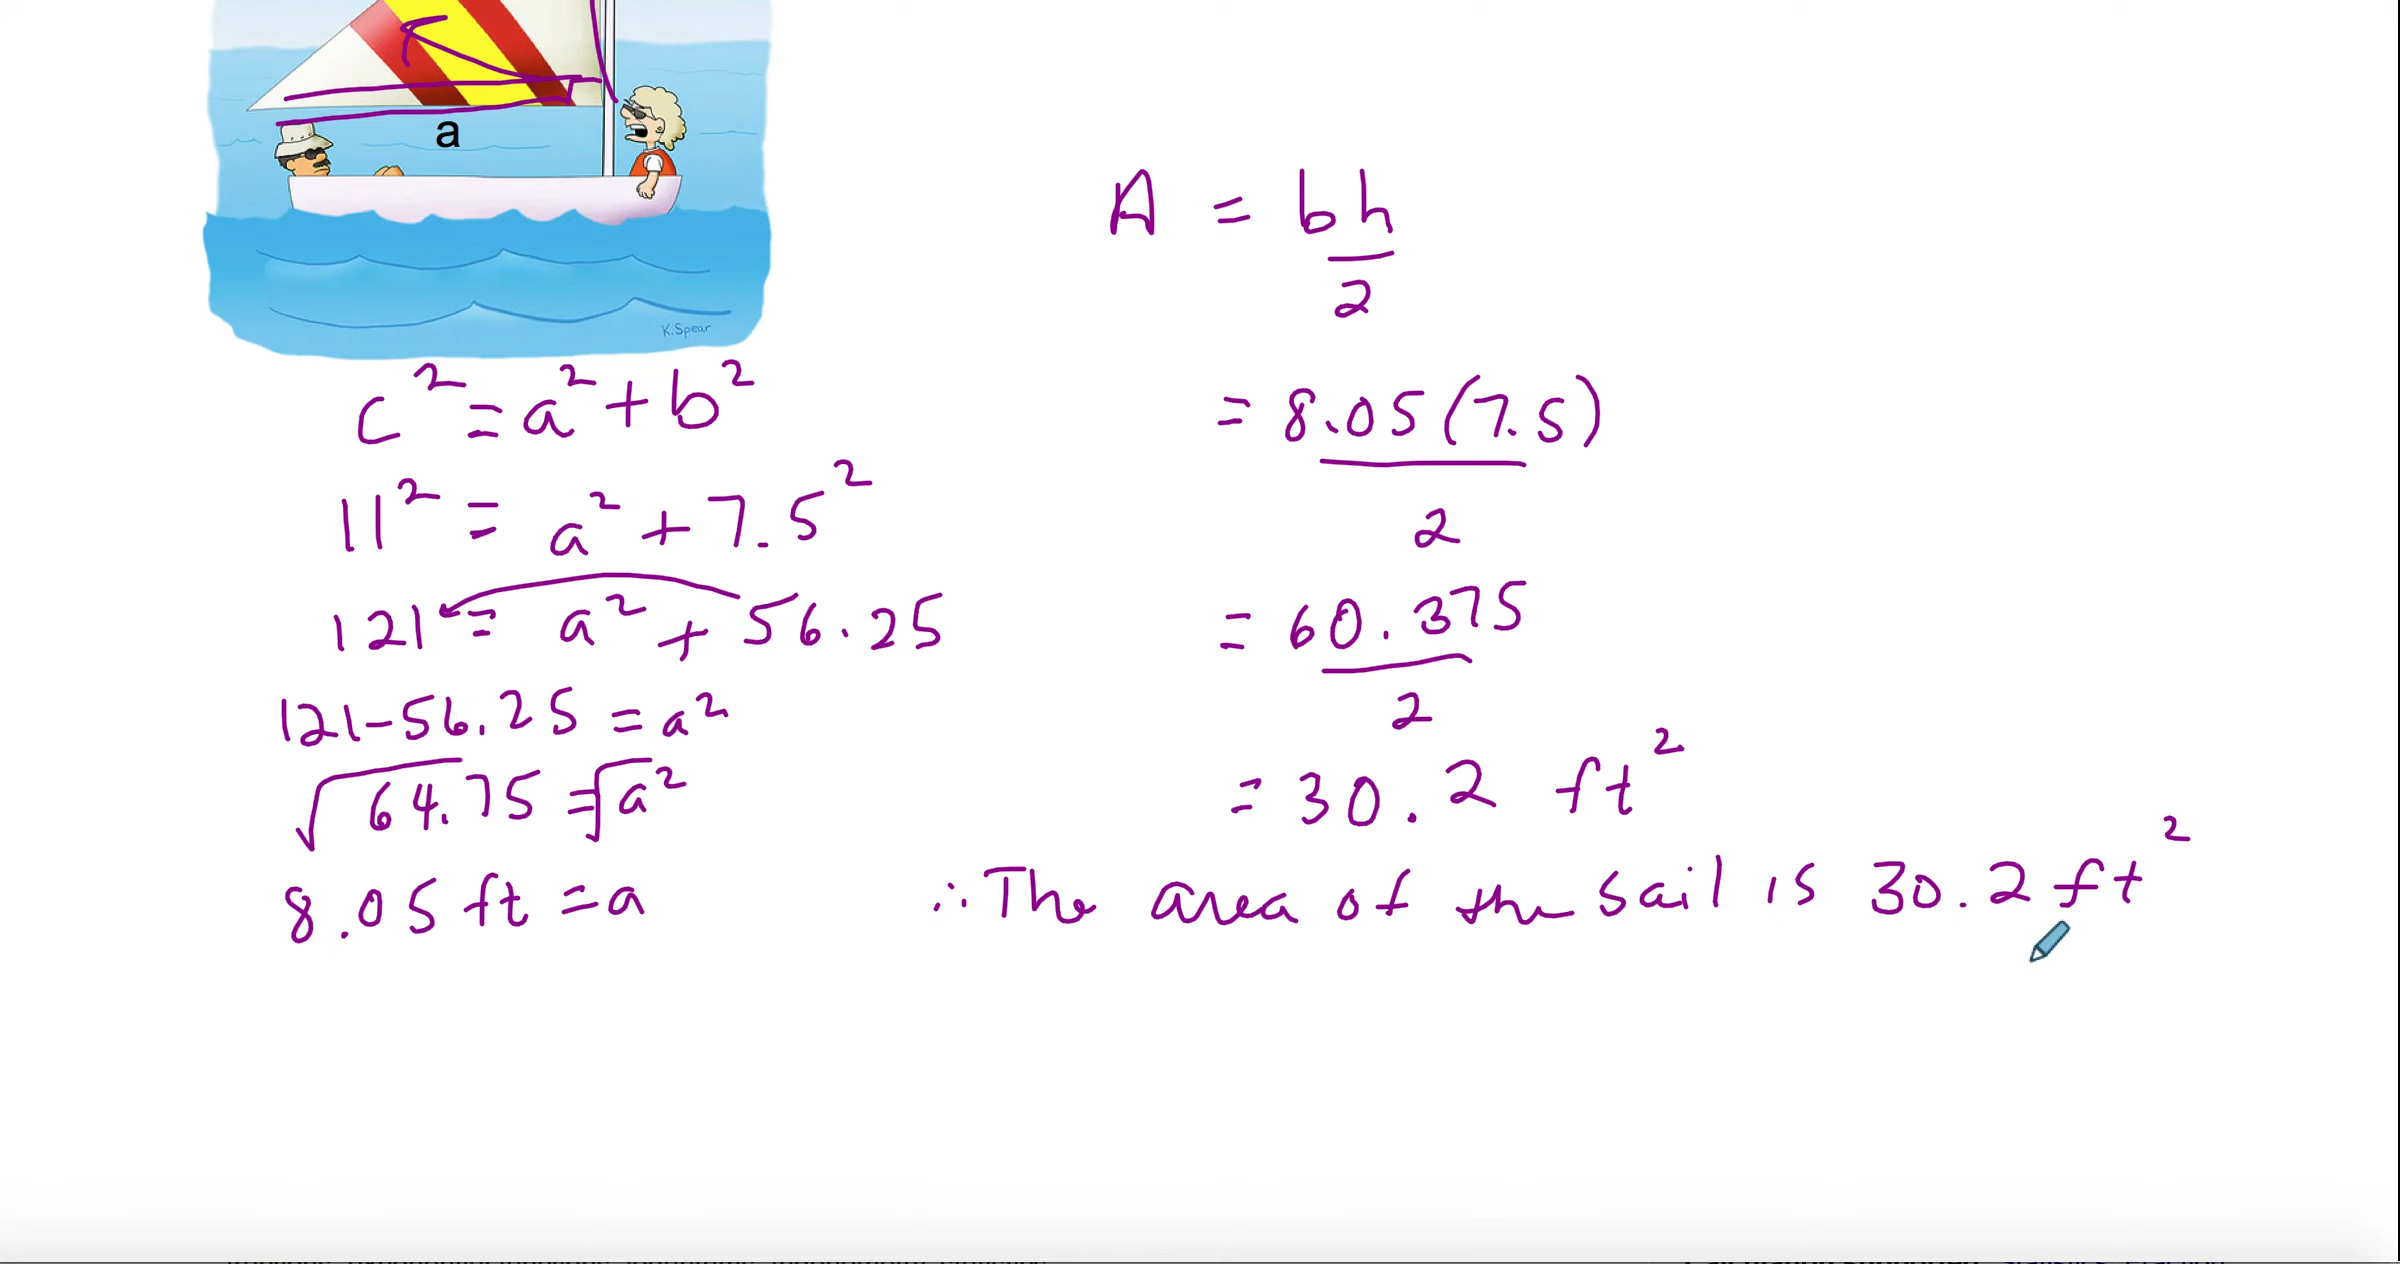 a
K.Spear
c² = a² + b²
11² = a² + 7.5²
121 = a² + 56.25
121-56.25 = a²
√64.75 = √a²
8.05 ft = a
A = bh
2
= 8.05(7.5)
2
= 60.375
2
= 30.2 ft²
∴ The area of the sail is 30.2 ft²